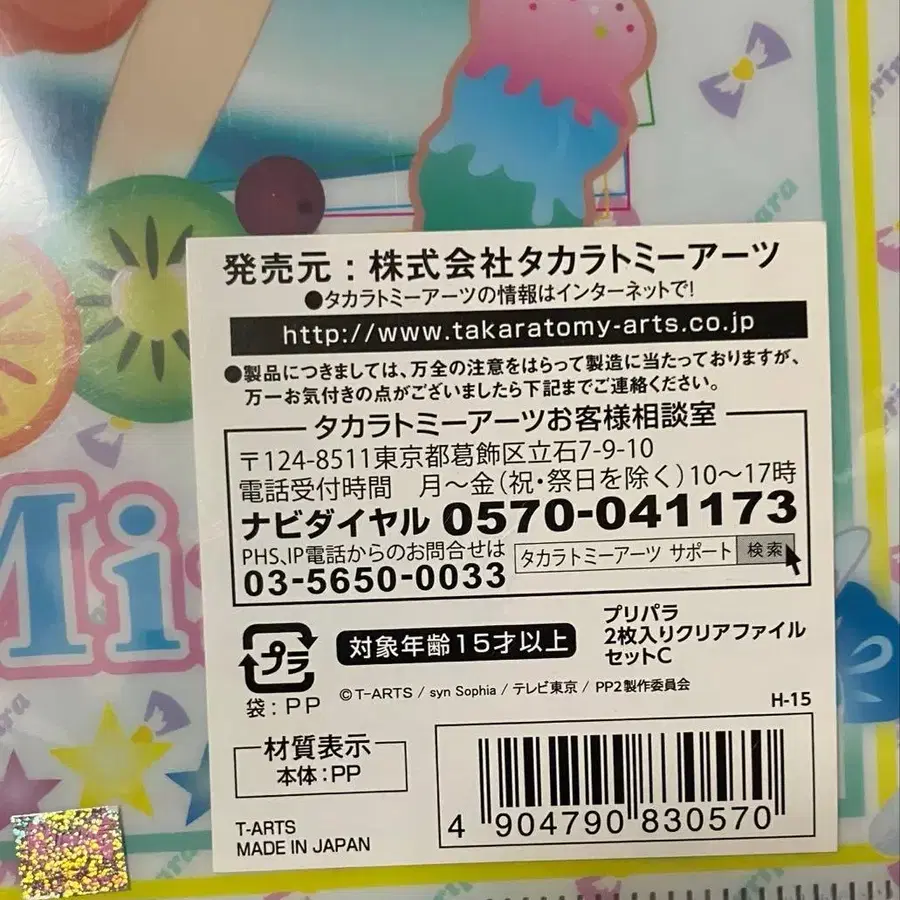 発売元：株式会社タカラトミーアーツ
●タカラトミーアーツの情報はインターネットで!
http://www.takaratomy-arts.co.jp
●製品につきましては、万全の注意をはらって製造に当たっておりますが、
万一お気付きの点がございましたら下記までご連絡ください。
タカラトミーアーツお客様相談室
〒124-8511東京都葛飾区立石7-9-10
電話受付時間 月～金(祝・祭日を除く)10～17時
ナビダイヤル 0570-041173
PHS,IP電話からのお問合せは
03-5650-0033
タカラトミーアーツ サポート 検索
プラ
袋：PP
対象年齢15才以上
プリパラ
2枚入りクリアファイル
セットC
©T-ARTS / syn Sophia / テレビ東京 / PP2製作委員会
H-15
材質表示
本体：PP
T-ARTS
MADE IN JAPAN
4 904790 830570
Mi